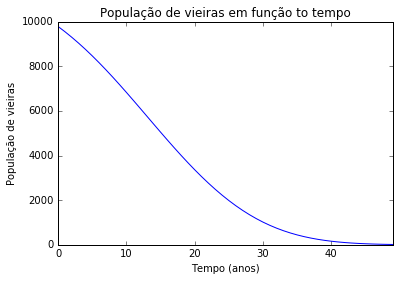 População de vieiras em função to tempo
10000
8000
6000
4000
2000
0
População de vieiras
0 10 20 30 40
Tempo (anos)